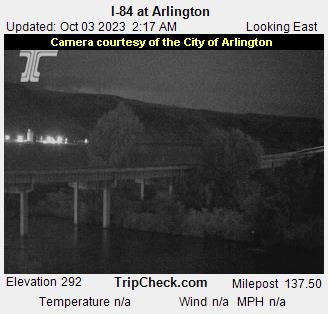 I-84 at Arlington
Updated: Oct 03 2023 2:17 AM Looking East
Camera courtesy of the City of Arlington
Elevation 292 TripCheck.com Milepost 137.50
Temperature n/a Wind n/a MPH n/a